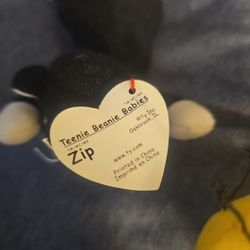 Teenie Beanie Babies
©Ty Inc.
Oakbrook, IL
Zip
www.ty.com
Printed in China
Imprimé en Chine